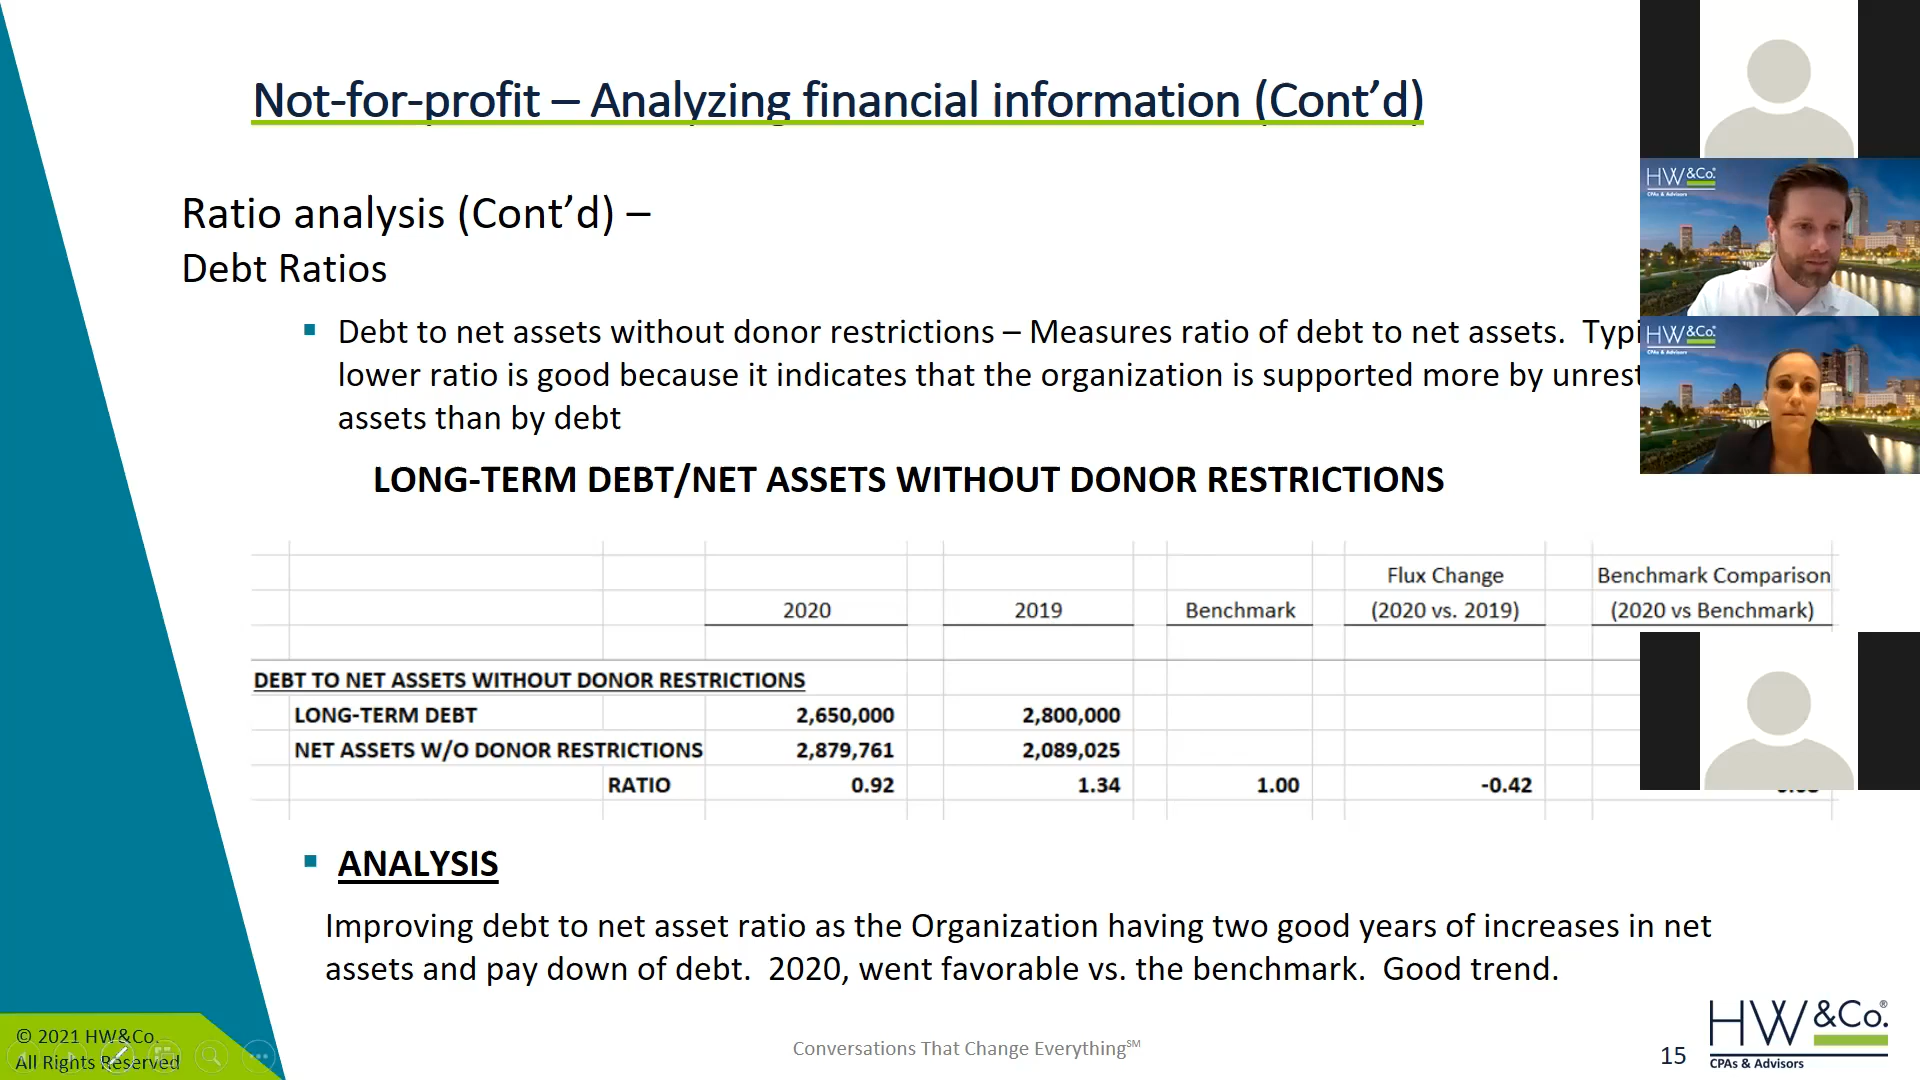 Not-for-profit – Analyzing financial information (Cont'd)
Ratio analysis (Cont'd) –
Debt Ratios
▪ Debt to net assets without donor restrictions – Measures ratio of debt to net assets. Typi
lower ratio is good because it indicates that the organization is supported more by unrest
assets than by debt
LONG-TERM DEBT/NET ASSETS WITHOUT DONOR RESTRICTIONS
Flux Change Benchmark Comparison
2020 2019 Benchmark (2020 vs. 2019) (2020 vs Benchmark)
DEBT TO NET ASSETS WITHOUT DONOR RESTRICTIONS
LONG-TERM DEBT 2,650,000 2,800,000
NET ASSETS W/O DONOR RESTRICTIONS 2,879,761 2,089,025
RATIO 0.92 1.34 1.00 -0.42
▪ ANALYSIS
Improving debt to net asset ratio as the Organization having two good years of increases in net
assets and pay down of debt. 2020, went favorable vs. the benchmark. Good trend.
© 2021 HW&Co.
All Rights Reserved
Conversations That Change Everything℠
15
HW&Co.®
CPAs & Advisors
HW&Co.®
CPAs & Advisors
HW&Co.®
CPAs & Advisors